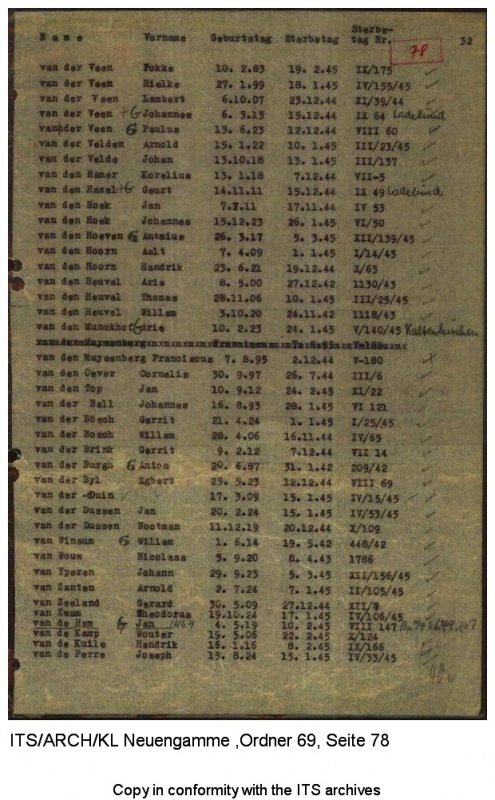 Name Vorname Geburtstag Sterbetag Sterbe-
tag Nr. 78 32
van der Veen Fokke 10. 2.83 19. 2.45 IX/175
van der Veen Hielke 27. 1.99 18. 1.45 IV/155/45
van der Veen Lambert 6.10.07 23.12.44 XI/39/44
van der Veen +G Johannes 6. 3.13 15.12.44 IX 64 Ladelund
van der Veen G Paulus 13. 6.23 12.12.44 VIII 60
van der Velden Arnold 15. 1.22 10. 1.45 III/23/45
van der Velde Johan 13.10.18 13. 1.45 III/137
van den Hamer Kornelius 13. 1.18 7.12.44 VII-5
van den Hazel +G Geurt 14.11.11 15.12.44 IX 49 Ladelund
van den Hoek Jan 7.7.11 17.11.44 IV 53
van den Hoek Johannes 15.12.23 26. 1.45 VI/50
van den Hoeven G Antmius 26. 3.17 5. 3.45 XII/139/45
van den Hoorn Aalt 7. 4.09 1. 1.45 I/14/45
van den Hoorn Hendrik 23. 6.21 19.12.44 X/63
van den Heuvel Arie 8. 5.00 27.12.42 1130/43
van den Heuvel Thomas 28.11.06 10. 1.45 III/25/45
van den Heuvel Willem 3.10.20 24.11.42 1118/43
van den Munckhof G Arie 10. 2.23 24. 1.45 V/140/45 Kaltenkirchen
van den Muysenberg Franciscus 7. 8.95 2.12.44 V-180
van den Oever Cornelis 30. 9.97 26. 7.44 III/6
van den Top Jan 10. 9.12 24. 2.45 XI/22
van der Bell Johannes 16. 8.93 28. 1.45 VI 121
van der Bosch Gerrit 21. 4.24 1. 1.45 I/25/45
van der Bosch Willem 28. 4.06 16.11.44 IV/65
van der Brink Gerrit 9. 2.12 7.12.44 VII 14
van der Burgh G Anton 20. 6.87 31. 1.42 209/42
van der Byl Egbert 25. 5.23 12.12.44 VIII 69
van der Duin 17. 3.09 15. 1.45 IV/15/45
van der Dussen Jan 20. 2.24 15. 1.45 IV/53/45
van der Dussen Nootman 11.12.19 20.12.44 X/109
van Winsum G Willem 1. 6.14 19. 5.42 448/42
van Wouw Nicolaas 5. 9.20 8. 4.43 1786
van Yperen Johann 29. 9.23 5. 3.45 XII/156/45
van Zanten Arnold 2. 7.24 7. 1.45 II/105/45
van Zeeland Gerard 30. 5.09 27.12.44 XII/9
van Zwam Theodorus 19.10.24 17. 1.45 IV/106/45
van de Ham G Jan 4. 5.19 10. 2.45 VIII 147
van de Kamp Wouter 19. 5.06 22. 2.45 X/124
van de Kuile Hendrik 16. 1.16 8. 2.45 IX/166
van de Perre Joseph 15. 8.24 15. 1.45 IV/33/45
ITS/ARCH/KL Neuengamme ,Ordner 69, Seite 78
Copy in conformity with the ITS archives